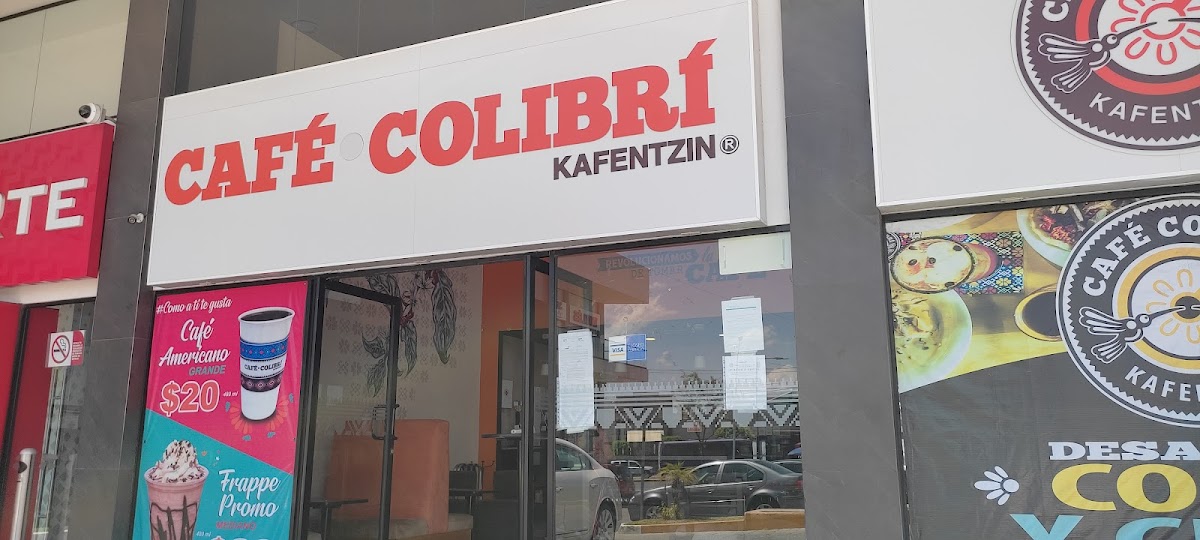 RTE
CAFÉ COLIBRÍ
KAFENTZIN®
#Como a ti te gusta
Café
Americano
GRANDE
$20
CAFÉ•COLIBRÍ
Frappe
Promo
REVOLUCIONAMOS
VISA
CAFÉ CO
KAFEN
DESA
CO
Y C